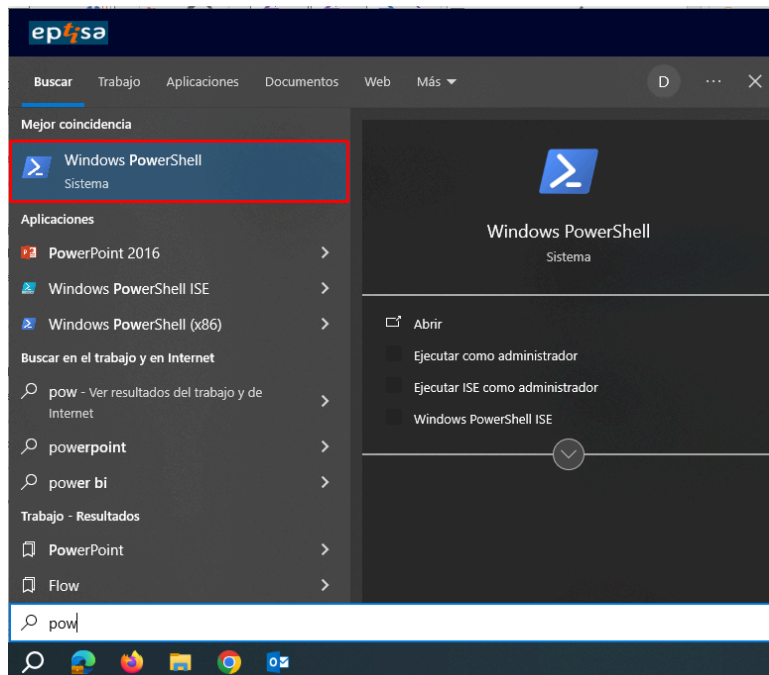 eptisa
Buscar Trabajo Aplicaciones Documentos Web Más D ...
Mejor coincidencia
Windows PowerShell
Sistema
Aplicaciones
PowerPoint 2016
Windows PowerShell ISE
Windows PowerShell (x86)
Buscar en el trabajo y en Internet
pow - Ver resultados del trabajo y de
Internet
powerpoint
power bi
Trabajo - Resultados
PowerPoint
Flow
pow
Windows PowerShell
Sistema
Abrir
Ejecutar como administrador
Ejecutar ISE como administrador
Windows PowerShell ISE